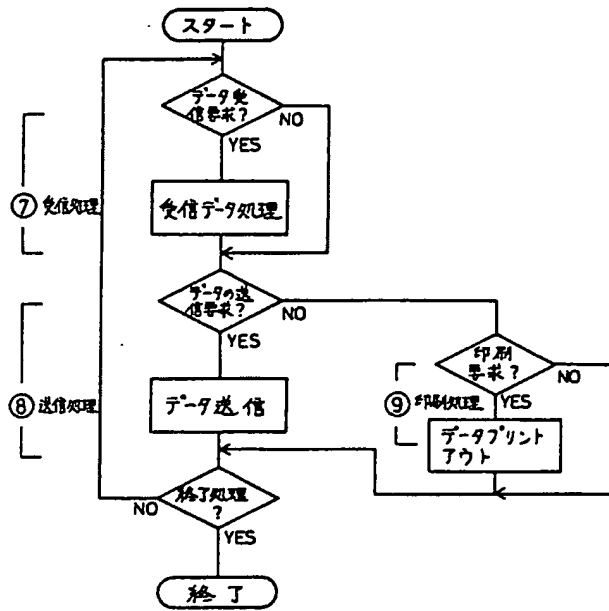 スタート
データ受
信要求?
NO
YES
⑦ 受信処理
受信データ処理
データの送
信要求?
NO
YES
印刷
要求?
NO
YES
⑧ 送信処理
データ送信
⑨ 印刷処理
データプリント
アウト
終了処理
?
NO
YES
終了